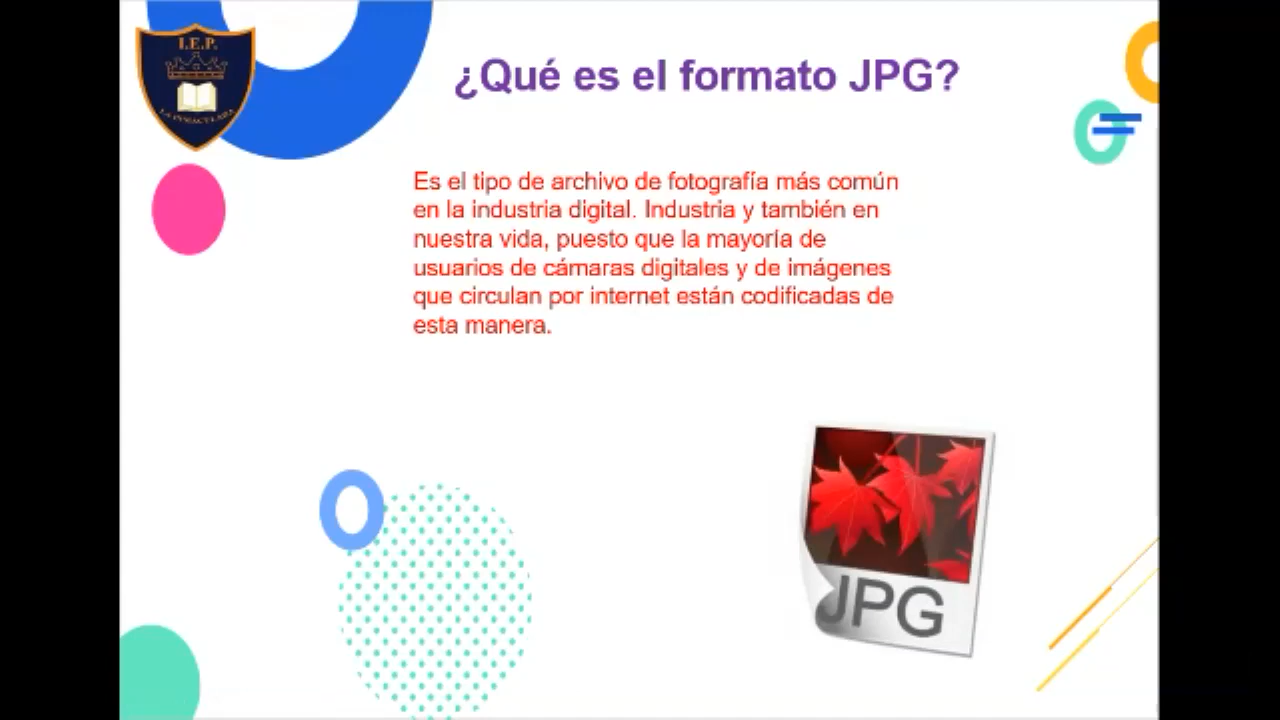 I.E.P.
LA INMACULADA
¿Qué es el formato JPG?
Es el tipo de archivo de fotografía más común
en la industria digital. Industria y también en
nuestra vida, puesto que la mayoría de
usuarios de cámaras digitales y de imágenes
que circulan por internet están codificadas de
esta manera.
JPG